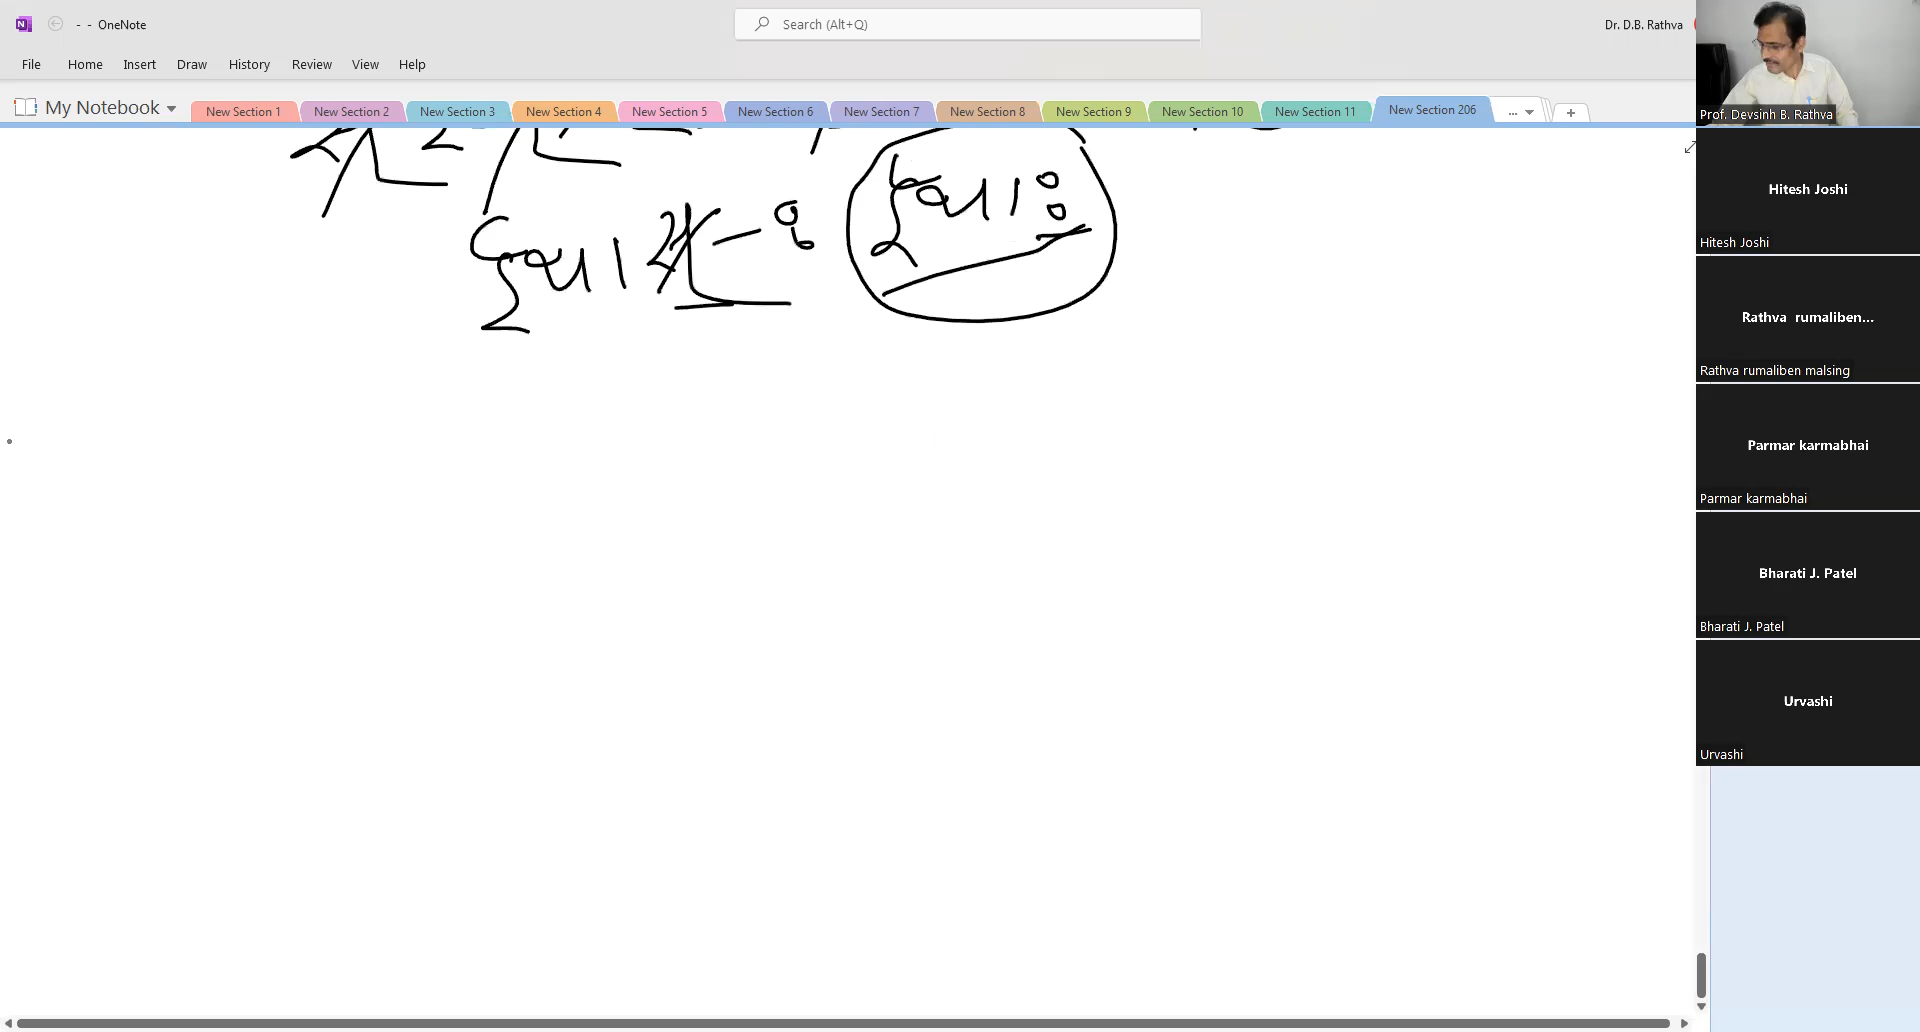 - - OneNote
Search (Alt+Q)
Dr. D.B. Rathva
File Home Insert Draw History Review View Help
My Notebook
New Section 1 New Section 2 New Section 3 New Section 4 New Section 5 New Section 6 New Section 7 New Section 8 New Section 9 New Section 10 New Section 11 New Section 206 ...
Prof. Devsinh B. Rathva
Hitesh Joshi
Hitesh Joshi
Rathva rumaliben...
Rathva rumaliben malsing
Parmar karmabhai
Parmar karmabhai
Bharati J. Patel
Bharati J. Patel
Urvashi
Urvashi